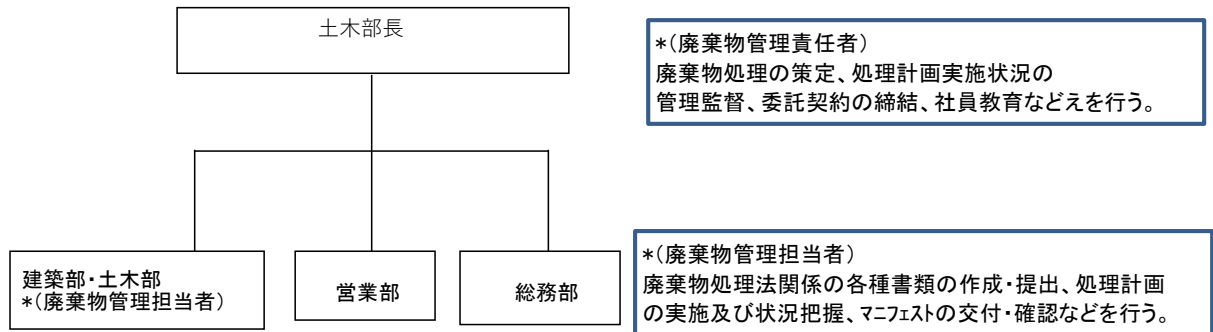 土木部長
*(廃棄物管理責任者)
廃棄物処理の策定、処理計画実施状況の
管理監督、委託契約の締結、社員教育などえを行う。
建築部・土木部
*(廃棄物管理担当者)
営業部
総務部
*(廃棄物管理担当者)
廃棄物処理法関係の各種書類の作成・提出、処理計画
の実施及び状況把握、マニフェストの交付・確認などを行う。